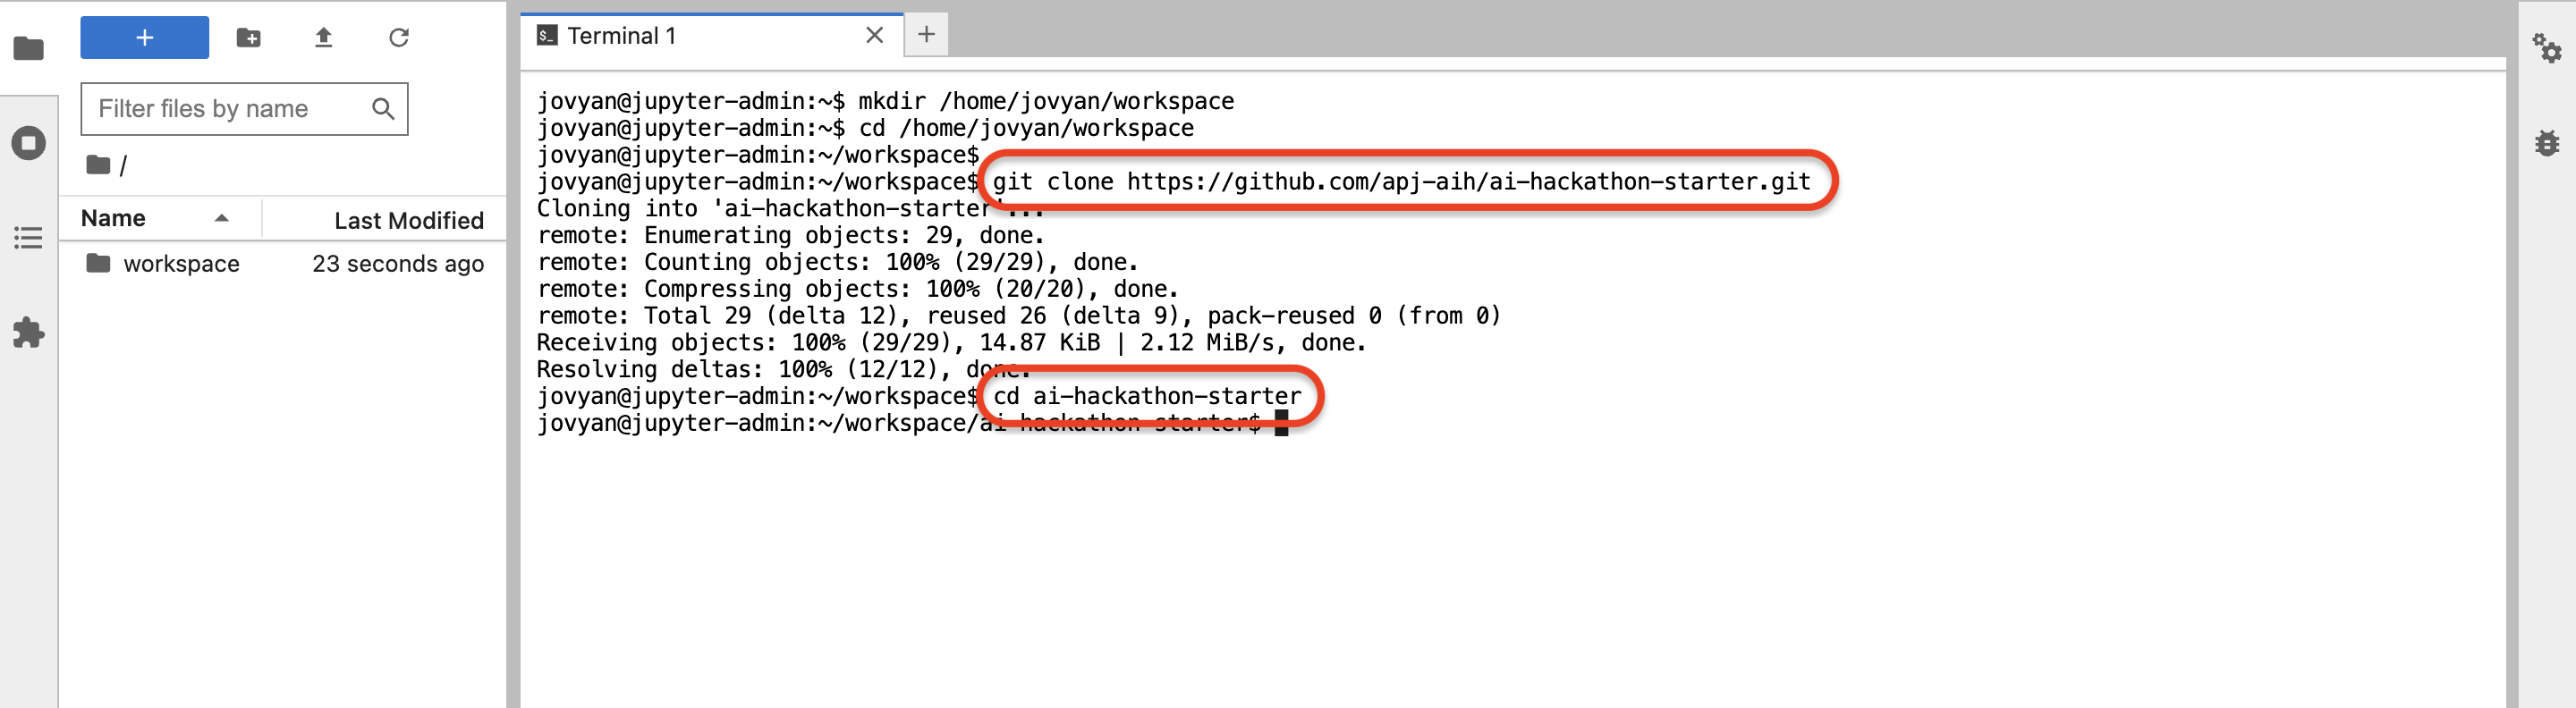 Filter files by name
/
Name
Last Modified
workspace
23 seconds ago
$_ Terminal 1
jovyan@jupyter-admin:~$ mkdir /home/jovyan/workspace
jovyan@jupyter-admin:~$ cd /home/jovyan/workspace
jovyan@jupyter-admin:~/workspace$
jovyan@jupyter-admin:~/workspace$ git clone https://github.com/apj-aih/ai-hackathon-starter.git
Cloning into 'ai-hackathon-starter'...
remote: Enumerating objects: 29, done.
remote: Counting objects: 100% (29/29), done.
remote: Compressing objects: 100% (20/20), done.
remote: Total 29 (delta 12), reused 26 (delta 9), pack-reused 0 (from 0)
Receiving objects: 100% (29/29), 14.87 KiB | 2.12 MiB/s, done.
Resolving deltas: 100% (12/12), done.
jovyan@jupyter-admin:~/workspace$ cd ai-hackathon-starter
jovyan@jupyter-admin:~/workspace/ai-hackathon-starter$